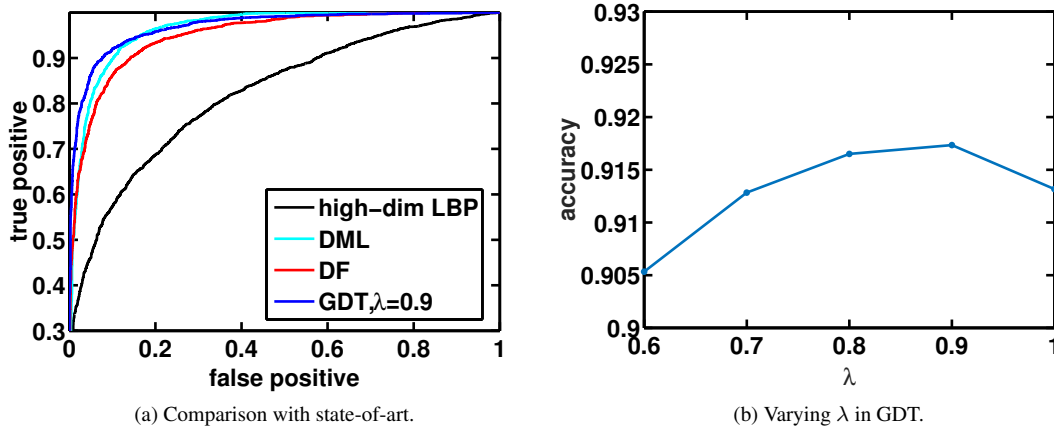 0.9
0.8
0.7
0.6
0.5
0.4
0.3
true positive
0 0.2 0.4 0.6 0.8 1
false positive
high-dim LBP
DML
DF
GDT,λ=0.9
(a) Comparison with state-of-art.
0.93
0.925
0.92
0.915
0.91
0.905
0.9
accuracy
0.6 0.7 0.8 0.9 1
λ
(b) Varying λ in GDT.